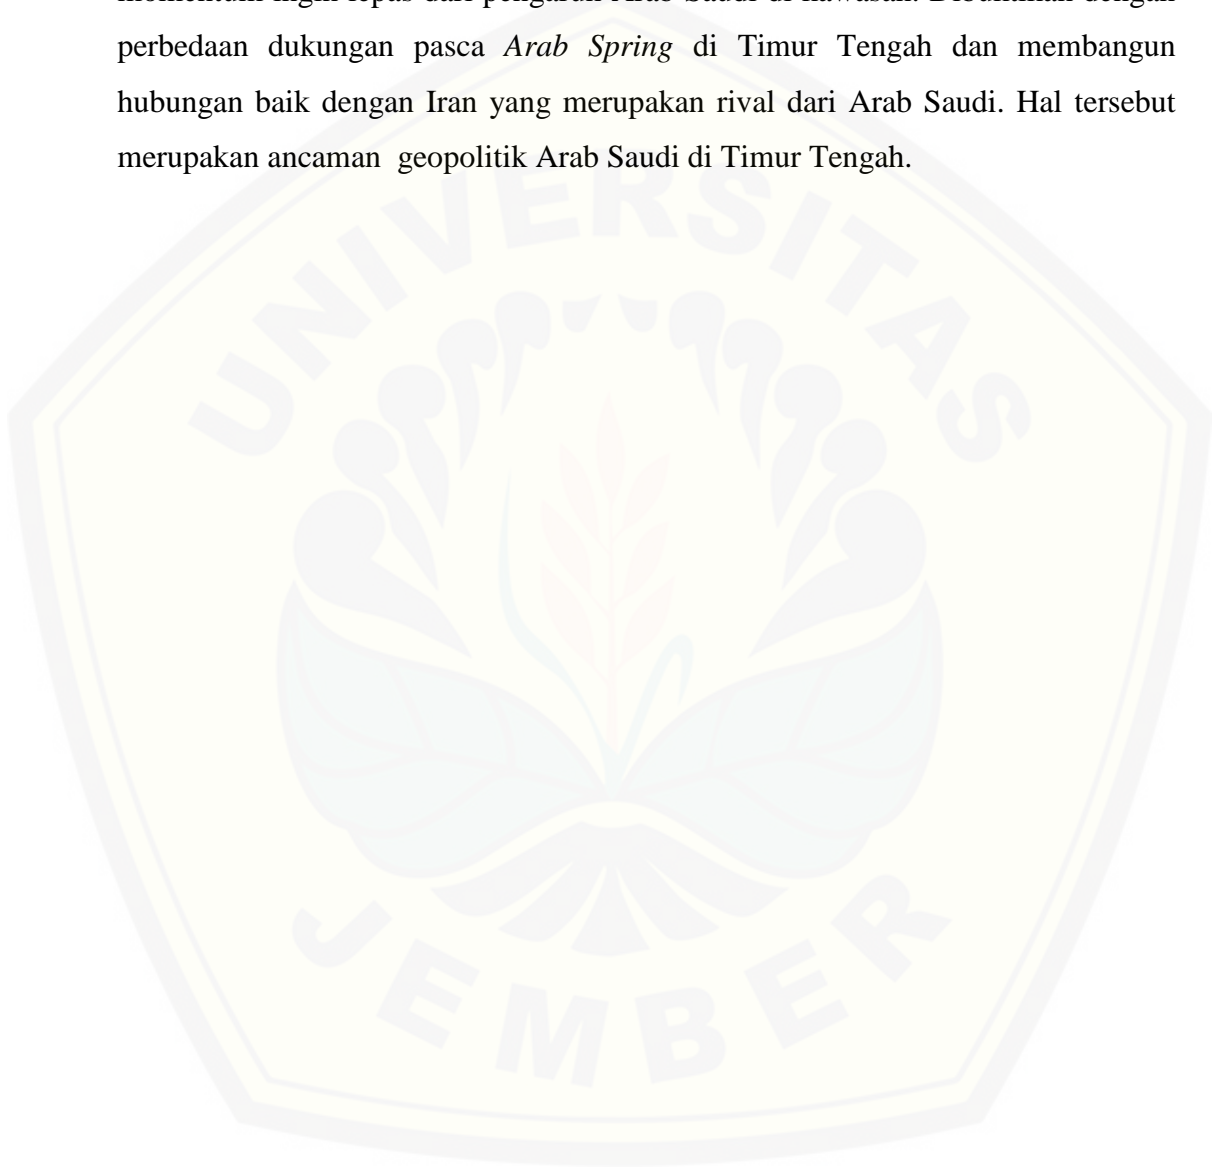 momentum ingin lepas dari pengaruh Arab Saudi di kawasan. Dibuktikan dengan
perbedaan dukungan pasca Arab Spring di Timur Tengah dan membangun
hubungan baik dengan Iran yang merupakan rival dari Arab Saudi. Hal tersebut
merupakan ancaman geopolitik Arab Saudi di Timur Tengah.
UNIVERSITAS
JEMBER